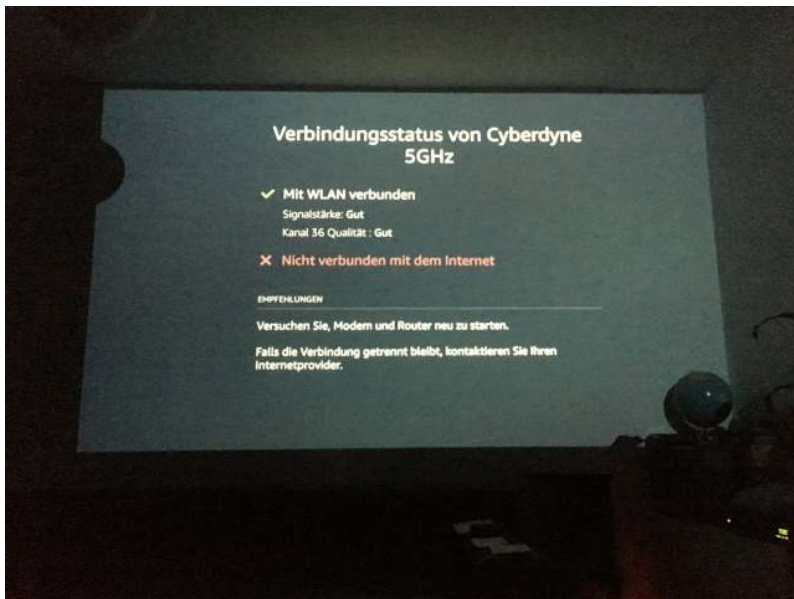 Verbindungsstatus von Cyberdyne
5GHz
Mit WLAN verbunden
Signalstärke: Gut
Kanal 36 Qualität : Gut
Nicht verbunden mit dem Internet
EMPFEHLUNGEN
Versuchen Sie, Modem und Router neu zu starten.
Falls die Verbindung getrennt bleibt, kontaktieren Sie Ihren
Internetprovider.